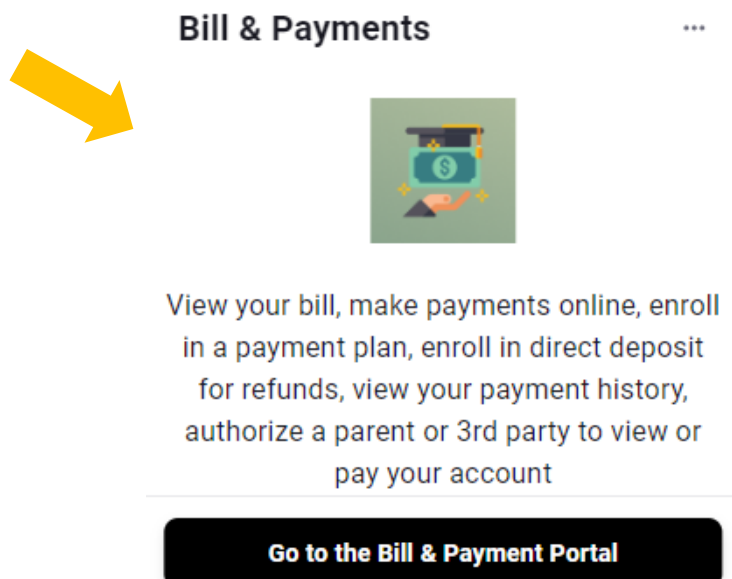 Bill & Payments
$
View your bill, make payments online, enroll
in a payment plan, enroll in direct deposit
for refunds, view your payment history,
authorize a parent or 3rd party to view or
pay your account
Go to the Bill & Payment Portal